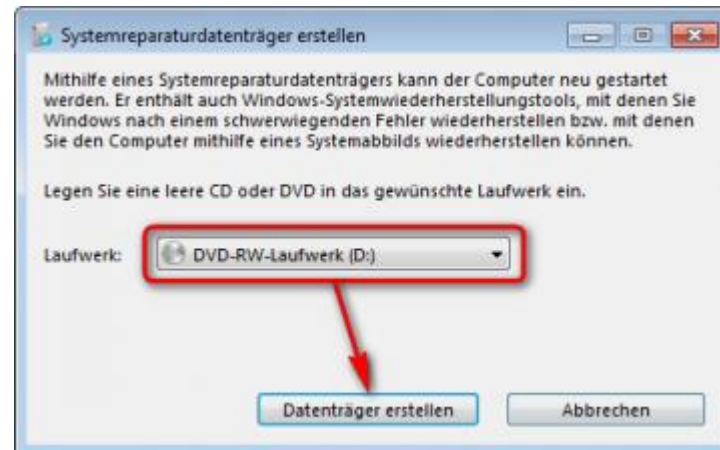 Systemreparaturdatenträger erstellen
Mithilfe eines Systemreparaturdatenträgers kann der Computer neu gestartet
werden. Er enthält auch Windows-Systemwiederherstellungstools, mit denen Sie
Windows nach einem schwerwiegenden Fehler wiederherstellen bzw. mit denen
Sie den Computer mithilfe eines Systemabbilds wiederherstellen können.
Legen Sie eine leere CD oder DVD in das gewünschte Laufwerk ein.
Laufwerk: DVD-RW-Laufwerk (D:)
Datenträger erstellen Abbrechen